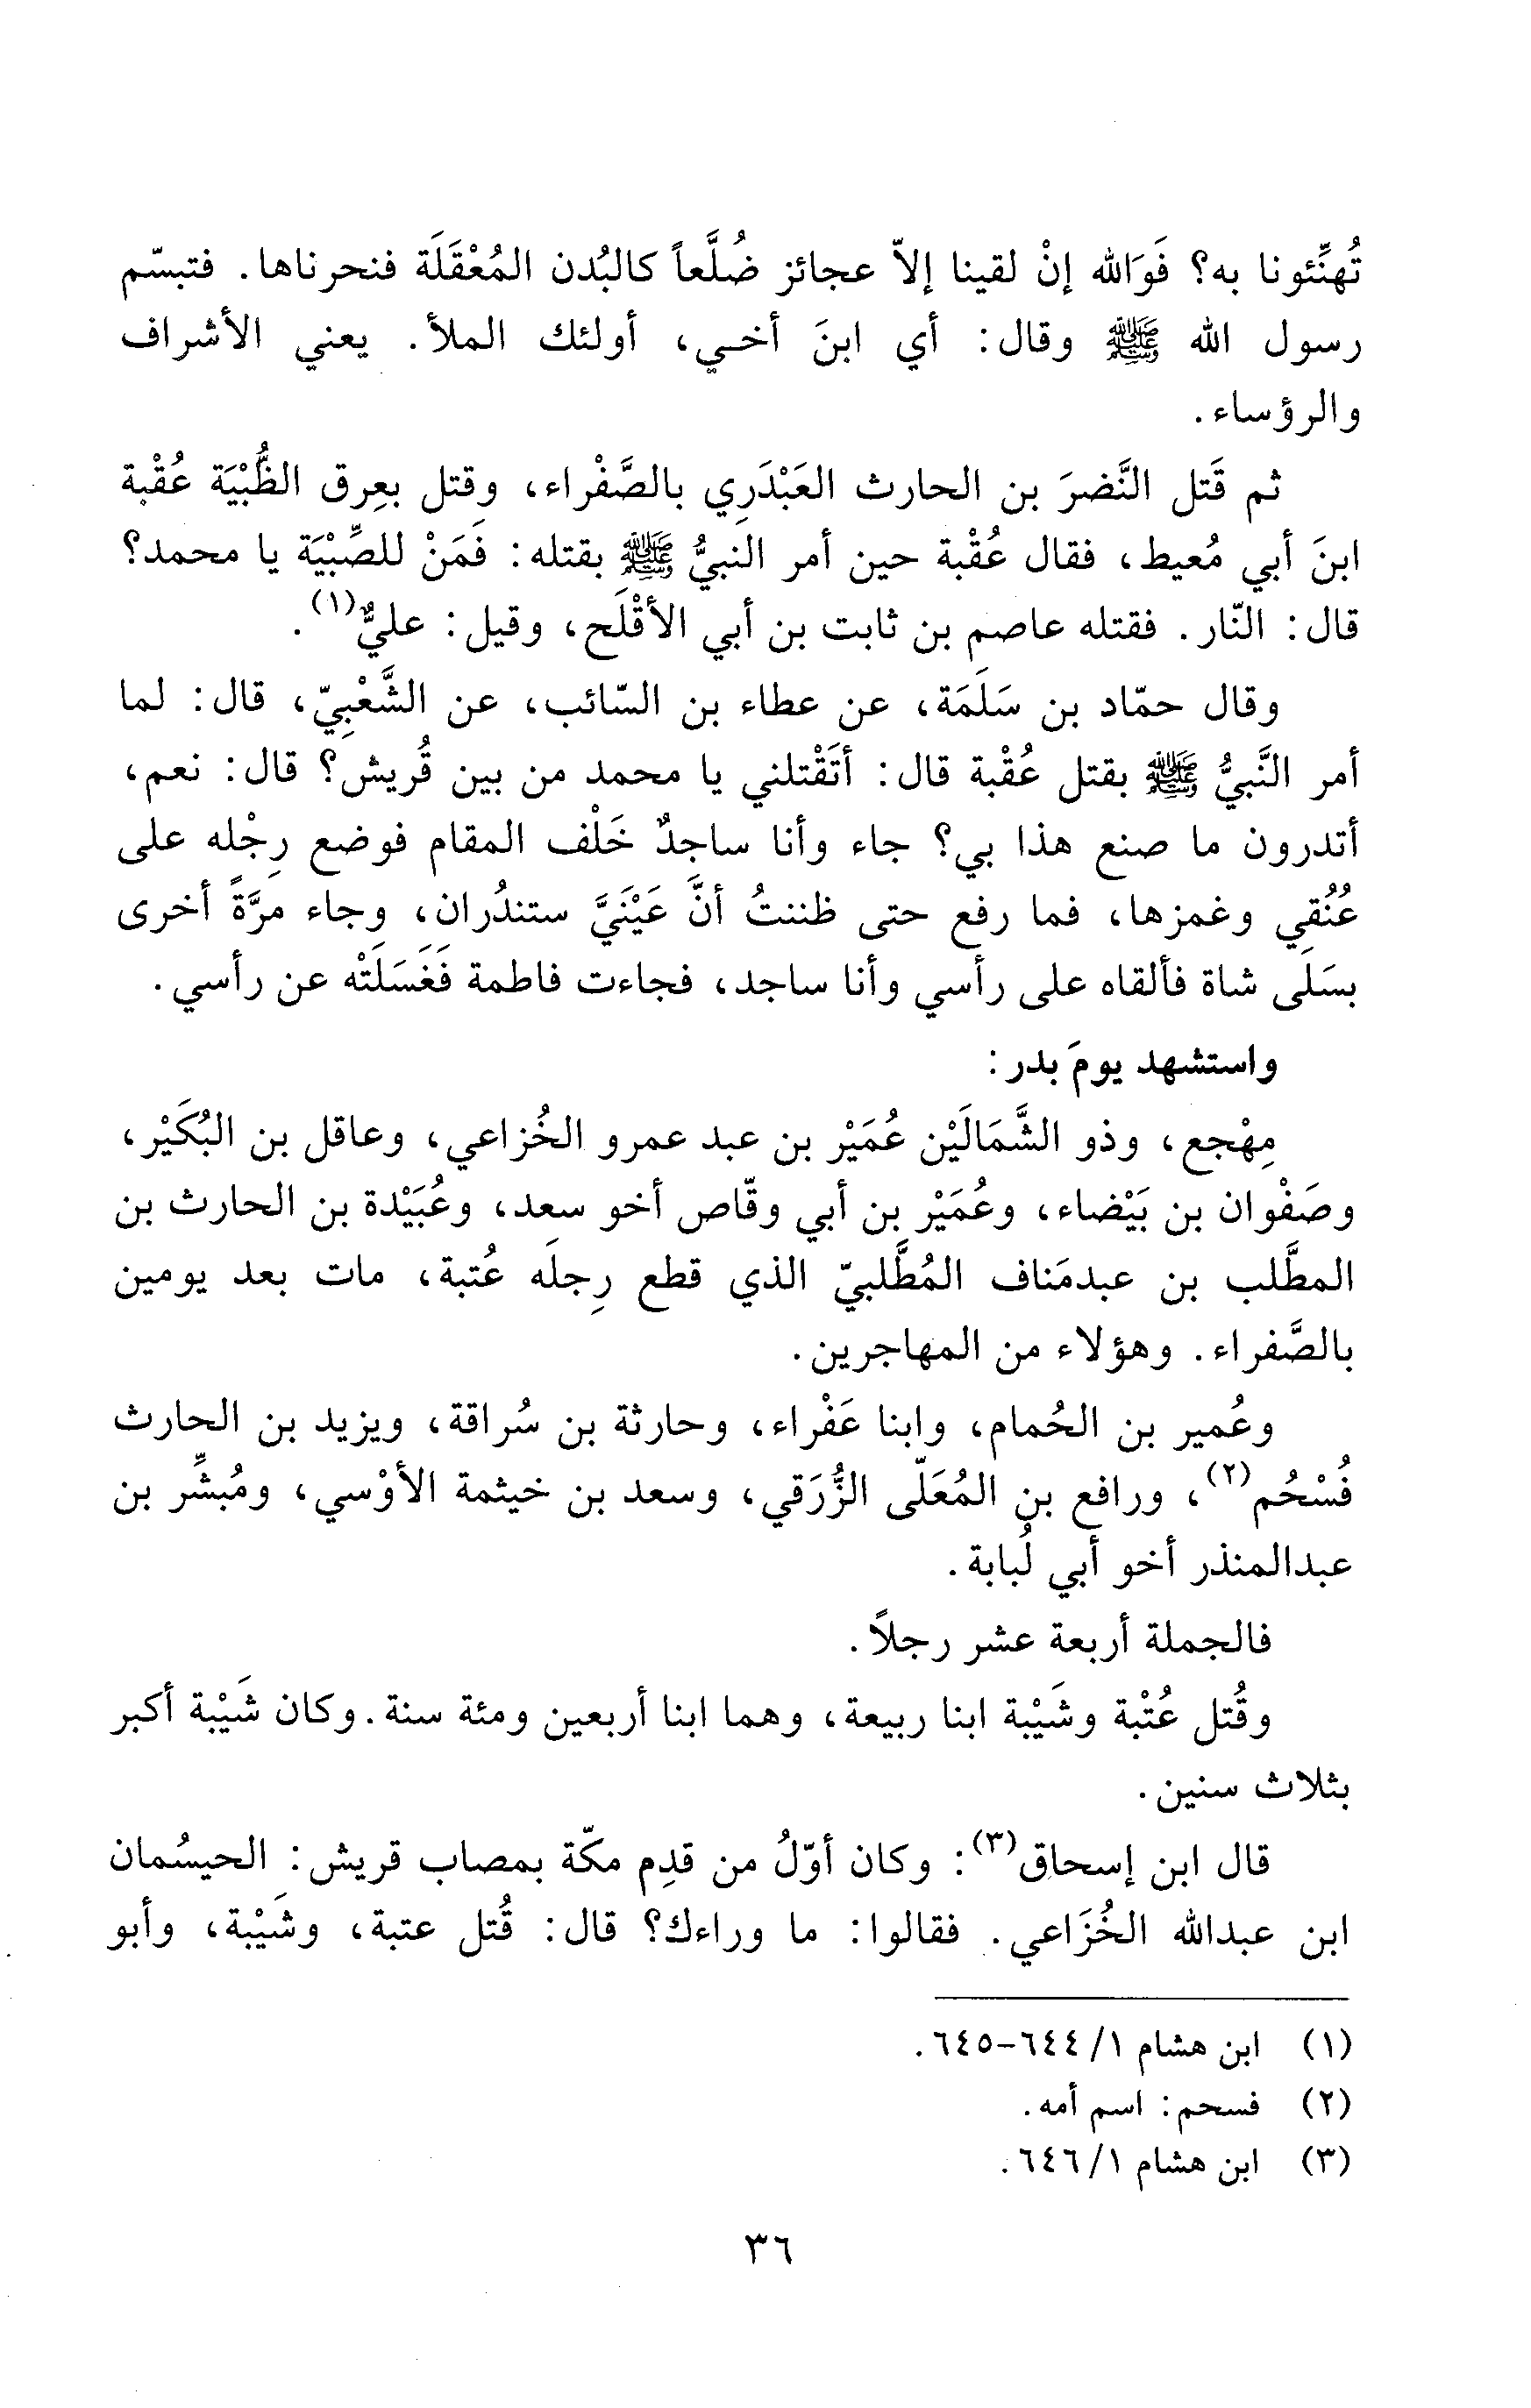 تُهنِّئونا به؟ فَوَالله إنْ لقينا إلاّ عجائز ضُلَّعاً كالبُدن المُعْقَلَة فنحرناها. فتبسّم
رسول الله ﷺ وقال: أي ابنَ أخـي، أولئك الملأ. يعني الأشراف
والرؤساء.
ثم قَتل النَّضرَ بن الحارث العَبْدَرِي بالصَّفْراء، وقتل بعِرق الظُّبْيَة عُقْبة
ابنَ أبي مُعيط، فقال عُقْبة حين أمر النبيُّ ﷺ بقتله: فَمَنْ للصِّبْيَة يا محمد؟
قال: النّار. فقتله عاصم بن ثابت بن أبي الأقْلَح، وقيل: عليٌّ(١).
وقال حمّاد بن سَلَمَة، عن عطاء بن السّائب، عن الشَّعْبِيّ، قال: لما
أمر النَّبيُّ ﷺ بقتل عُقْبة قال: أتَقْتلني يا محمد من بين قُريش؟ قال: نعم،
أتدرون ما صنع هذا بي؟ جاء وأنا ساجدٌ خَلْف المقام فوضع رِجْله على
عُنُقي وغمزها، فما رفع حتى ظننتُ أنَّ عَيْنَيَّ ستندُران، وجاء مرَّةً أخرى
بسَلَى شاة فألقاه على رأسي وأنا ساجد، فجاءت فاطمة فَغَسَلَتْه عن رأسي.
واستشهد يومَ بدر:
مِهْجع، وذو الشَّمَالَيْن عُمَيْر بن عبد عمرو الخُزاعي، وعاقل بن البُكَيْر،
وصَفْوان بن بَيْضاء، وعُمَيْر بن أبي وقّاص أخو سعد، وعُبَيْدة بن الحارث بن
المطَّلب بن عبدمَناف المُطَّلبيّ الذي قطع رِجلَه عُتبة، مات بعد يومين
بالصَّفراء. وهؤلاء من المهاجرين.
وعُمير بن الحُمام، وابنا عَفْراء، وحارثة بن سُراقة، ويزيد بن الحارث
فُسْحُم(٢)، ورافع بن المُعَلّى الزُّرَقي، وسعد بن خيثمة الأوْسي، ومُبشِّر بن
عبدالمنذر أخو أبي لُبابة.
فالجملة أربعة عشر رجلاً.
وقُتل عُتْبة وشَيْبة ابنا ربيعة، وهما ابنا أربعين ومئة سنة. وكان شَيْبة أكبر
بثلاث سنين.
قال ابن إسحاق(٣): وكان أوّلُ من قدِم مكّة بمصاب قريش: الحيسُمان
ابن عبدالله الخُزَاعي. فقالوا: ما وراءك؟ قال: قُتل عتبة، وشَيْبة، وأبو
(١) ابن هشام ١/ ٦٤٤-٦٤٥.
(٢) فسحم: اسم أمه.
(٣) ابن هشام ١/ ٦٤٦.
٣٦